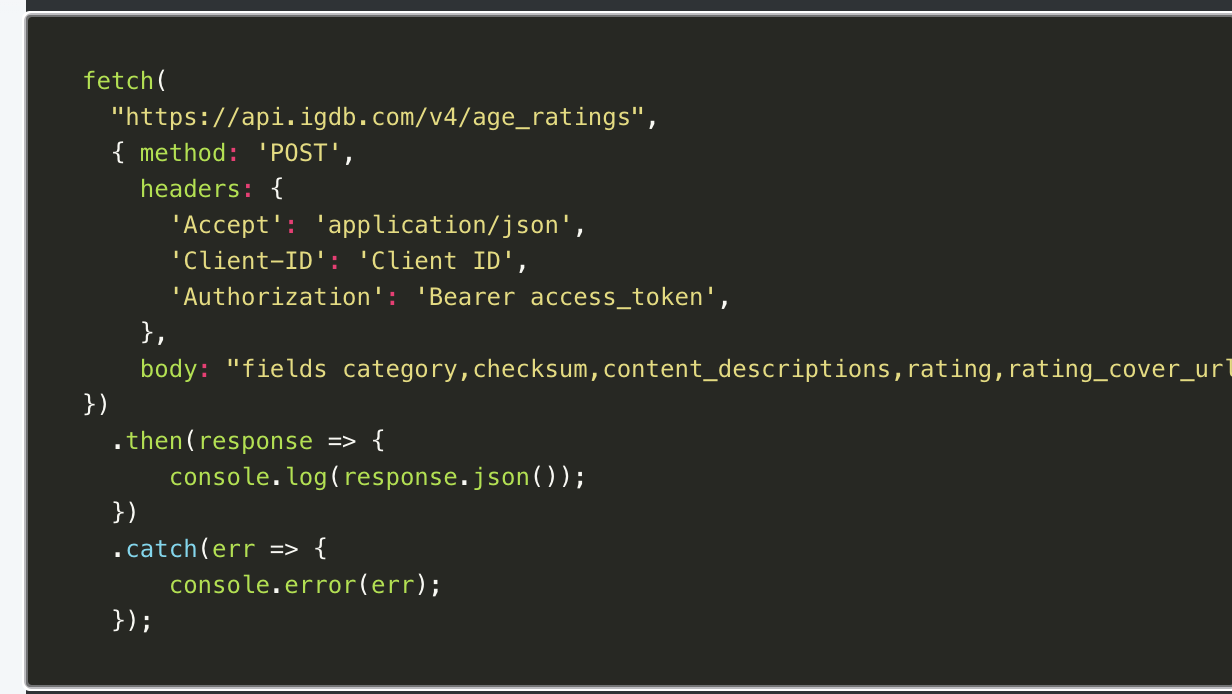 fetch(
"https://api.igdb.com/v4/age_ratings",
{ method: 'POST',
headers: {
'Accept': 'application/json',
'Client-ID': 'Client ID',
'Authorization': 'Bearer access_token',
},
body: "fields category,checksum,content_descriptions,rating,rating_cover_url
})
.then(response => {
console.log(response.json());
})
.catch(err => {
console.error(err);
});